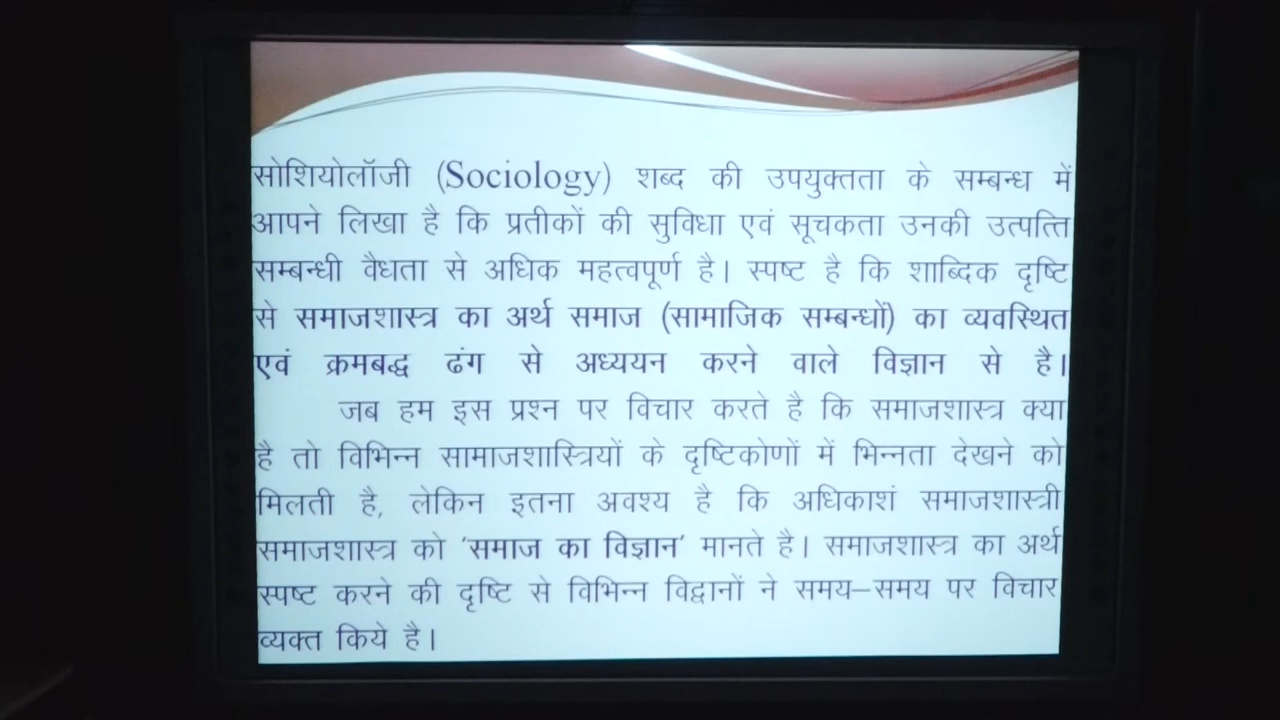 सोशियोलॉजी (Sociology) शब्द की उपयुक्तता के सम्बन्ध में
आपने लिखा है कि प्रतीकों की सुविधा एवं सूचकता उनकी उत्पत्ति
सम्बन्धी वैधता से अधिक महत्वपूर्ण है। स्पष्ट है कि शाब्दिक दृष्टि
से समाजशास्त्र का अर्थ समाज (सामाजिक सम्बन्धों) का व्यवस्थित
एवं क्रमबद्ध ढंग से अध्ययन करने वाले विज्ञान से है।
जब हम इस प्रश्न पर विचार करते है कि समाजशास्त्र क्या
है तो विभिन्न सामाजशास्त्रियों के दृष्टिकोणों में भिन्नता देखने को
मिलती है, लेकिन इतना अवश्य है कि अधिकाशं समाजशास्त्री
समाजशास्त्र को 'समाज का विज्ञान' मानते है। समाजशास्त्र का अर्थ
स्पष्ट करने की दृष्टि से विभिन्न विद्वानों ने समय–समय पर विचार
व्यक्त किये है।